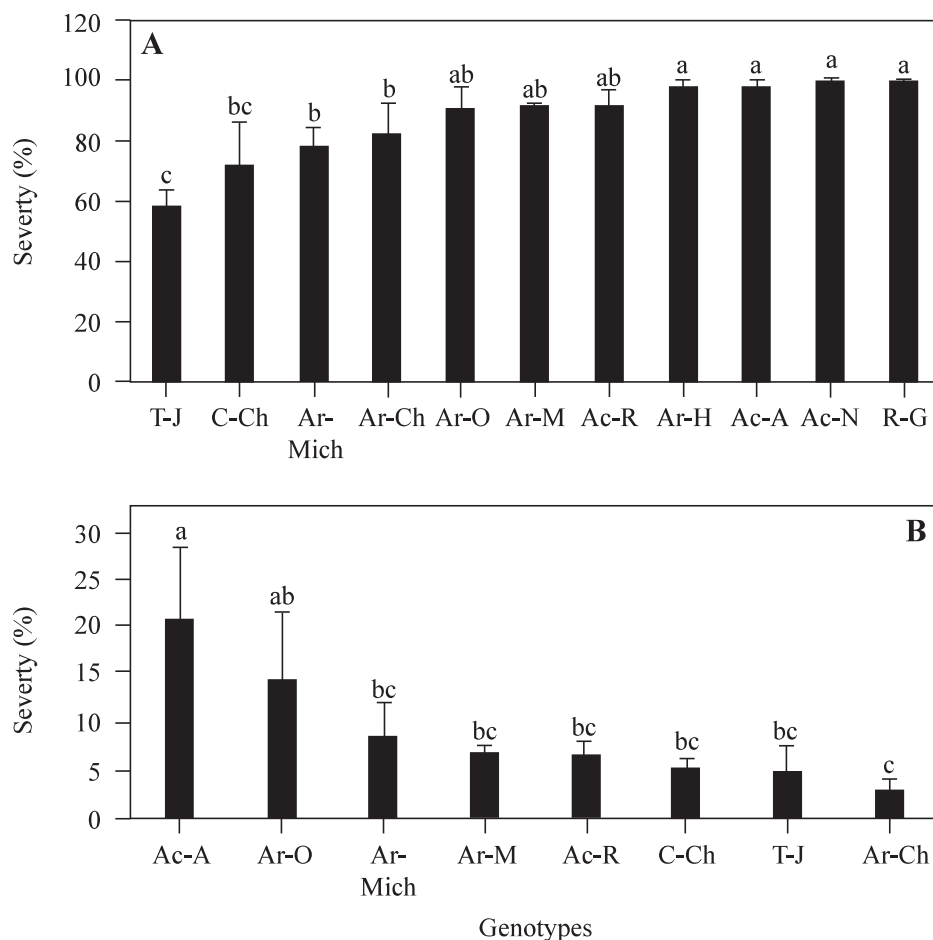 A
120
100
80
60
40
20
0
Severty (%)
c
bc
b
b
ab
ab
ab
a
a
a
a
T-J C-Ch Ar-Mich Ar-Ch Ar-O Ar-M Ac-R Ar-H Ac-A Ac-N R-G
B
30
25
20
15
10
5
0
Severty (%)
a
ab
bc
bc
bc
bc
bc
c
Ac-A Ar-O Ar-Mich Ar-M Ac-R C-Ch T-J Ar-Ch
Genotypes